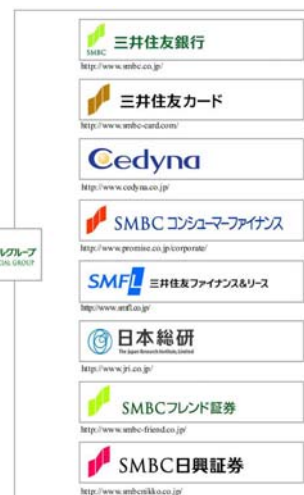 SMBC 三井住友銀行
http://www.smbc.co.jp/
三井住友カード
http://www.smbc-card.com/
Cedyna
http://www.cedyna.co.jp/
SMBCコンシューマーファイナンス
http://www.promise.co.jp/corporate/
ルグループ
IAL GROUP
SMFL 三井住友ファイナンス&リース
http://www.smfl.co.jp/
日本総研
The Japan Research Institute, Limited
http://www.jri.co.jp/
SMBCフレンド証券
http://www.smbc-friend.co.jp/
SMBC日興証券
http://www.smbcnikko.co.jp/